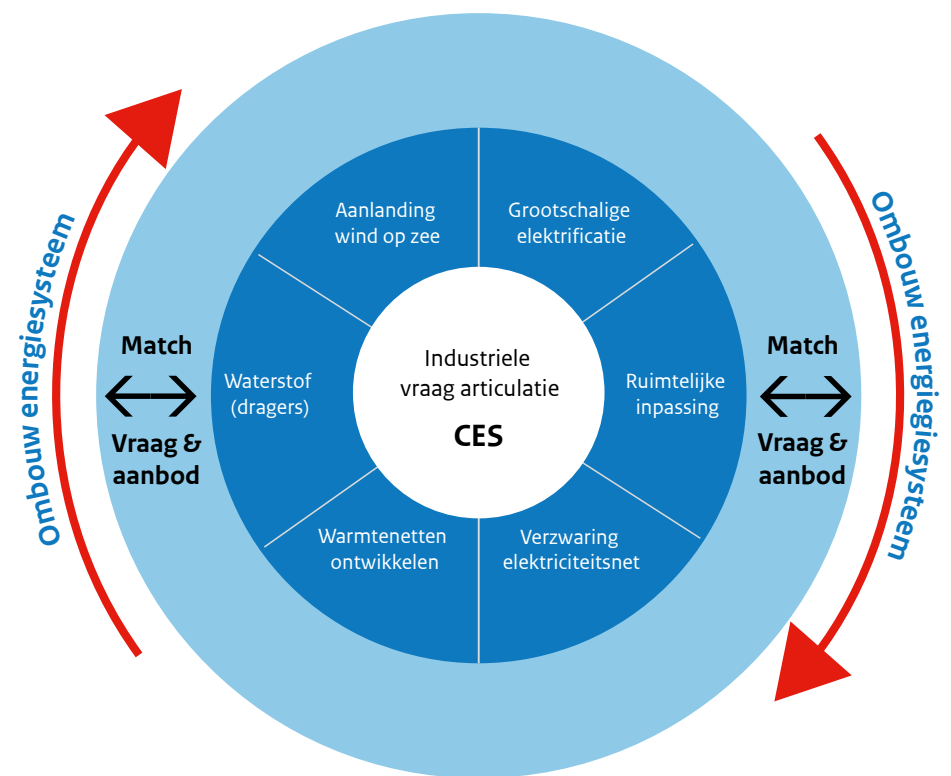 Ombouw energiesysteem
Match
Vraag &
aanbod
Aanlanding
wind op zee
Grootschalige
elektrificatie
Waterstof
(dragers)
Industriele
vraag articulatie
CES
Ruimtelijke
inpassing
Warmtenetten
ontwikkelen
Verzwaring
elektriciteitsnet
Match
Vraag &
aanbod
Ombouw energiegiesysteem